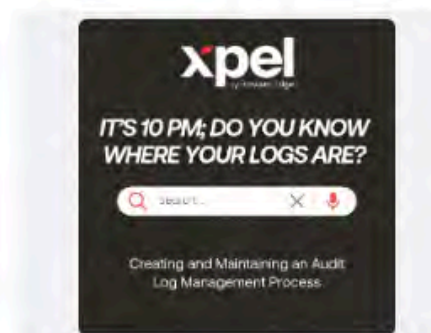 xpel
IT'S 10 PM; DO YOU KNOW
WHERE YOUR LOGS ARE?
Creating and Maintaining an Audit
Log Management Process